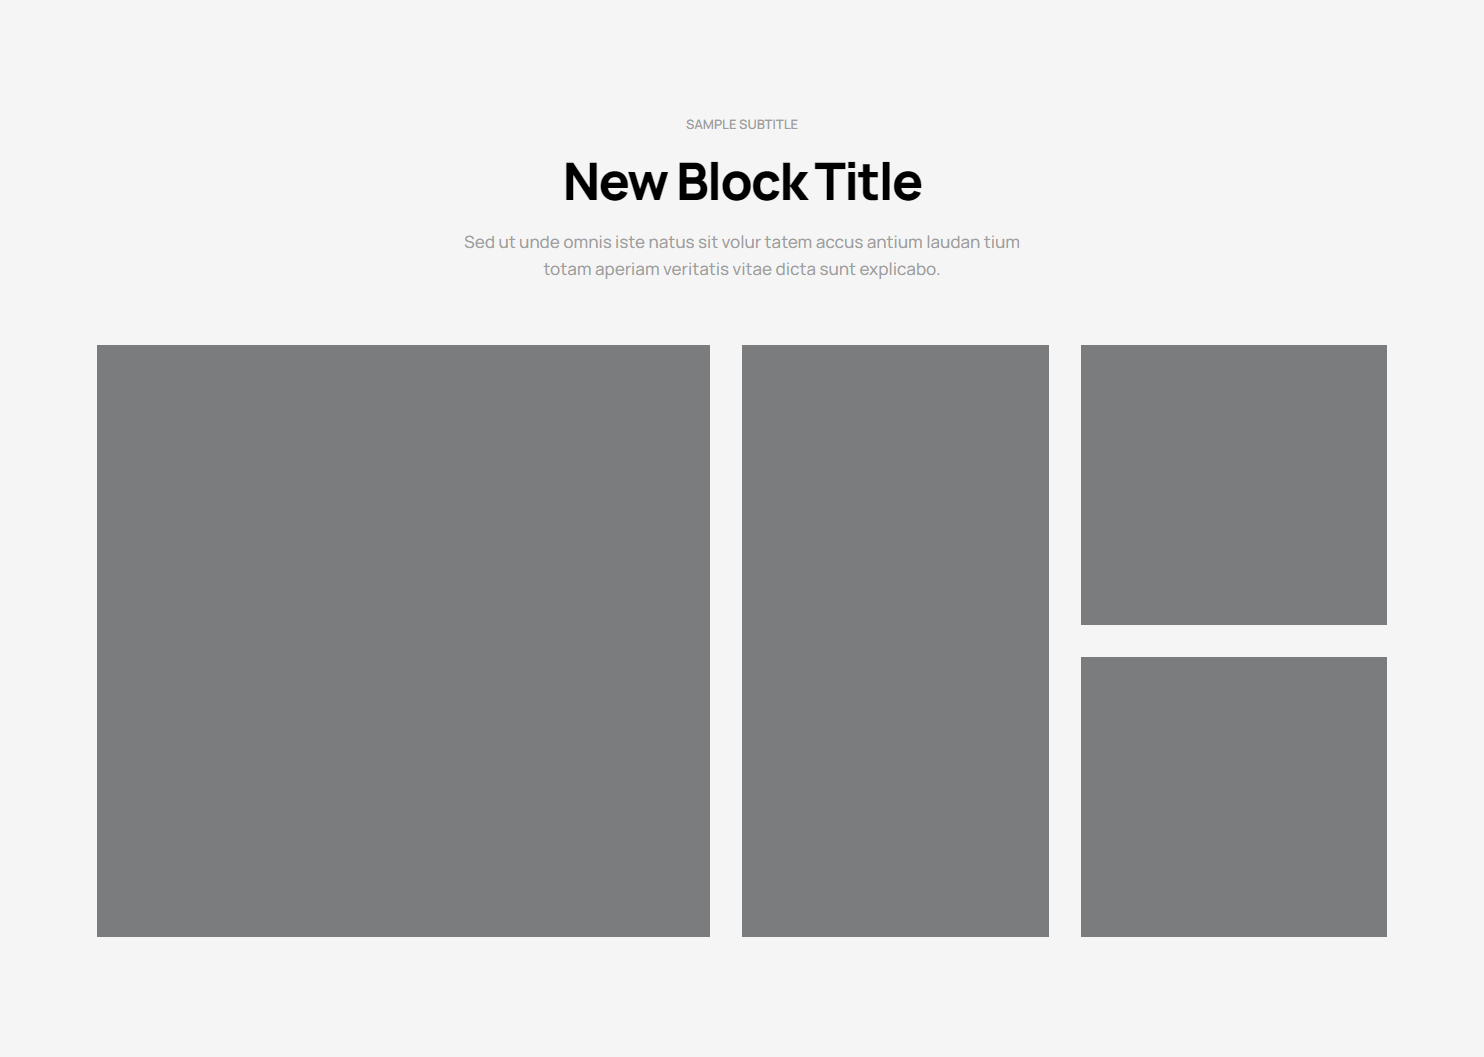 SAMPLE SUBTITLE
New Block Title
Sed ut unde omnis iste natus sit volur tatem accus antium laudan tium
totam aperiam veritatis vitae dicta sunt explicabo.